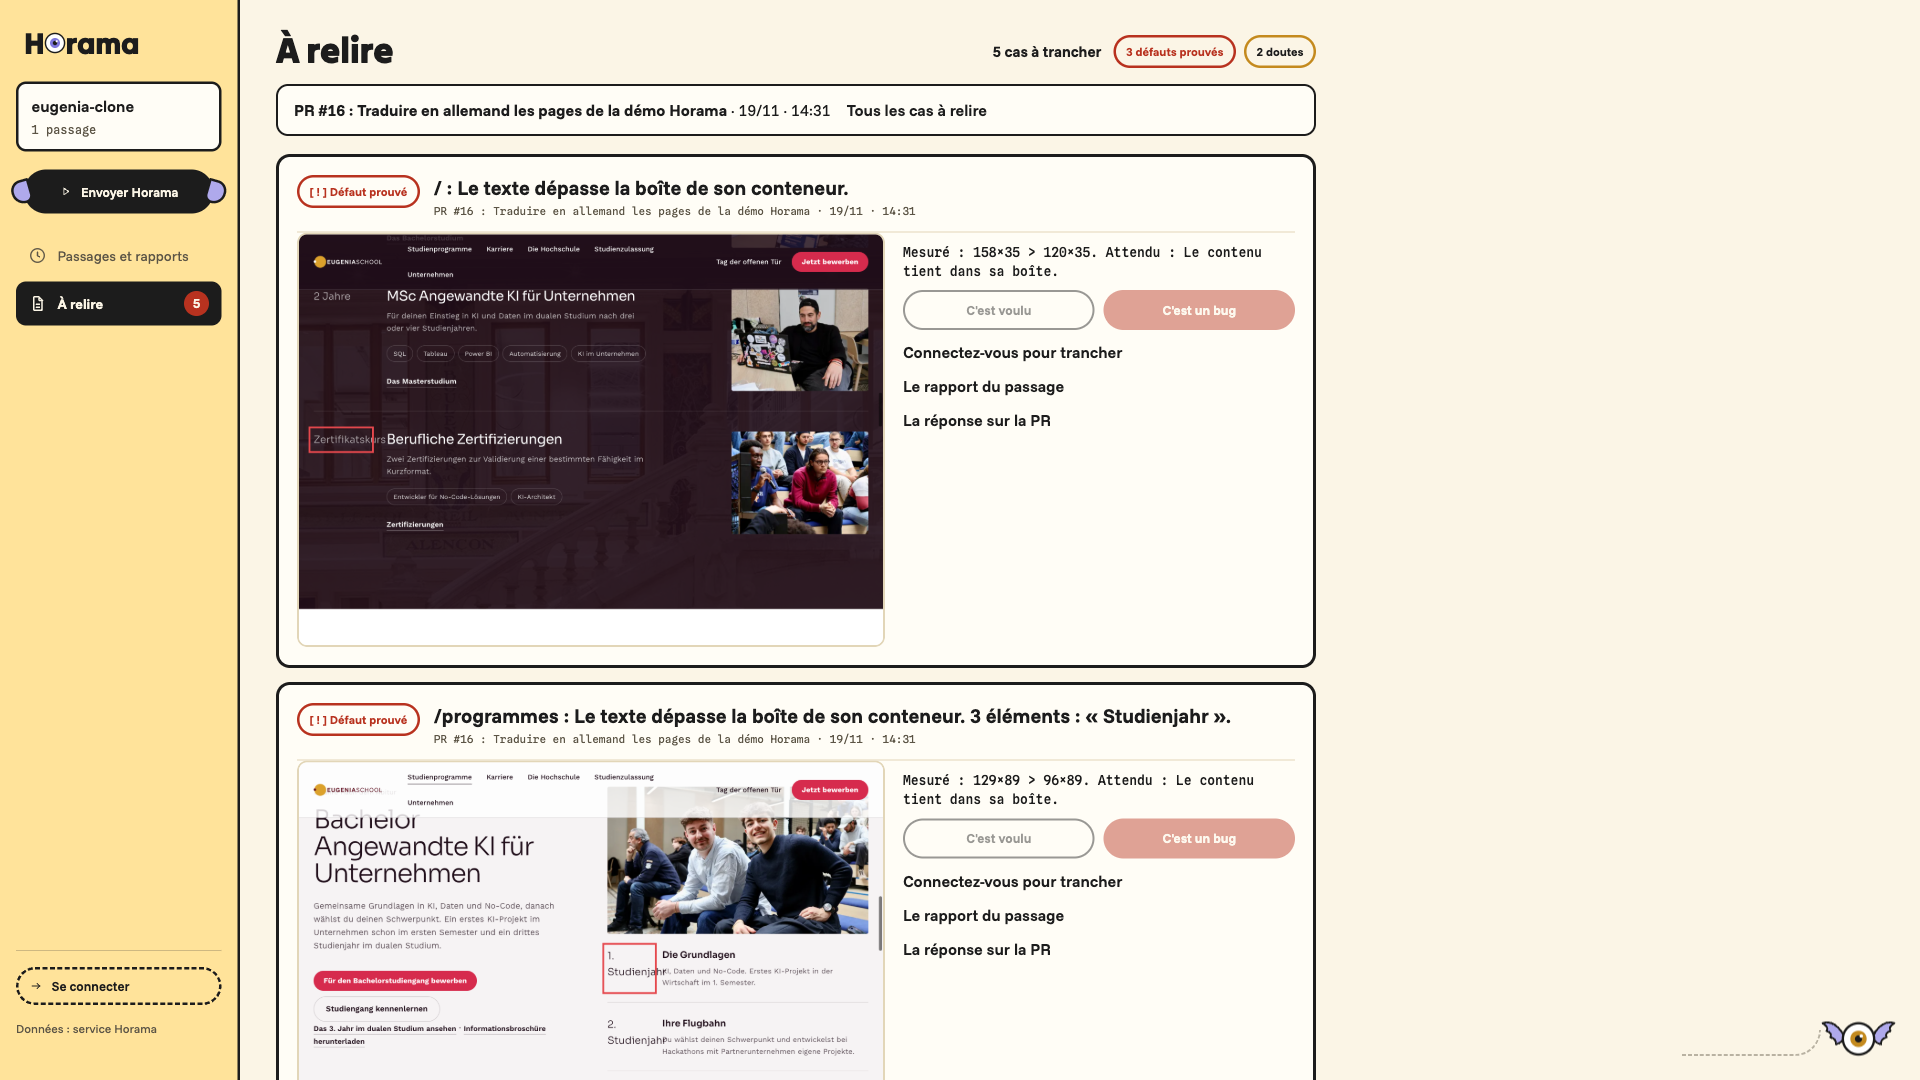 Horama
eugenia-clone
1 passage
Envoyer Horama
Passages et rapports
À relire
5
Se connecter
Données : service Horama
À relire
5 cas à trancher
3 défauts prouvés
2 doutes
PR #16 : Traduire en allemand les pages de la démo Horama · 19/11 · 14:31 Tous les cas à relire
[!] Défaut prouvé
/ : Le texte dépasse la boîte de son conteneur.
PR #16 : Traduire en allemand les pages de la démo Horama · 19/11 · 14:31
Das Bachelorstudium
Studienprogramme Karriere Die Hochschule Studienzulassung
EUGENIASCHOOL
Tag der offenen Tür
Jetzt bewerben
Unternehmen
2 Jahre
MSc Angewandte KI für Unternehmen
Für deinen Einstieg in KI und Daten im dualen Studium nach drei
oder vier Studienjahren.
SQL Tableau Power BI Automatisierung KI im Unternehmen
Das Masterstudium
Zertifikatskurs
Berufliche Zertifizierungen
Zwei Zertifizierungen zur Validierung einer bestimmten Fähigkeit im
Kurzformat.
Entwickler für No-Code-Lösungen KI-Architekt
Zertifizierungen
ALENCON
Mesuré : 158×35 > 120×35. Attendu : Le contenu
tient dans sa boîte.
C'est voulu
C'est un bug
Connectez-vous pour trancher
Le rapport du passage
La réponse sur la PR
[!] Défaut prouvé
/programmes : Le texte dépasse la boîte de son conteneur. 3 éléments : « Studienjahr ».
PR #16 : Traduire en allemand les pages de la démo Horama · 19/11 · 14:31
Studienprogramme Karriere Die Hochschule Studienzulassung
EUGENIASCHOOL
Tag der offenen Tür
Jetzt bewerben
Unternehmen
Bachelor
Angewandte KI für
Unternehmen
Gemeinsame Grundlagen in KI, Daten und No-Code, danach
wählst du deinen Schwerpunkt. Ein erstes KI-Projekt im
Unternehmen schon im ersten Semester und ein drittes
Studienjahr im dualen Studium.
Für den Bachelorstudiengang bewerben
Studiengang kennenlernen
Das 3. Jahr im dualen Studium ansehen · Informationsbroschüre
herunterladen
1.
Studienjahr
Die Grundlagen
KI, Daten und No-Code. Erstes KI-Projekt in der
Wirtschaft im 1. Semester.
2.
Studienjahr
Ihre Flugbahn
Du wählst deinen Schwerpunkt und entwickelst bei
Hackathons mit Partnerunternehmen eigene Projekte.
Mesuré : 129×89 > 96×89. Attendu : Le contenu
tient dans sa boîte.
C'est voulu
C'est un bug
Connectez-vous pour trancher
Le rapport du passage
La réponse sur la PR